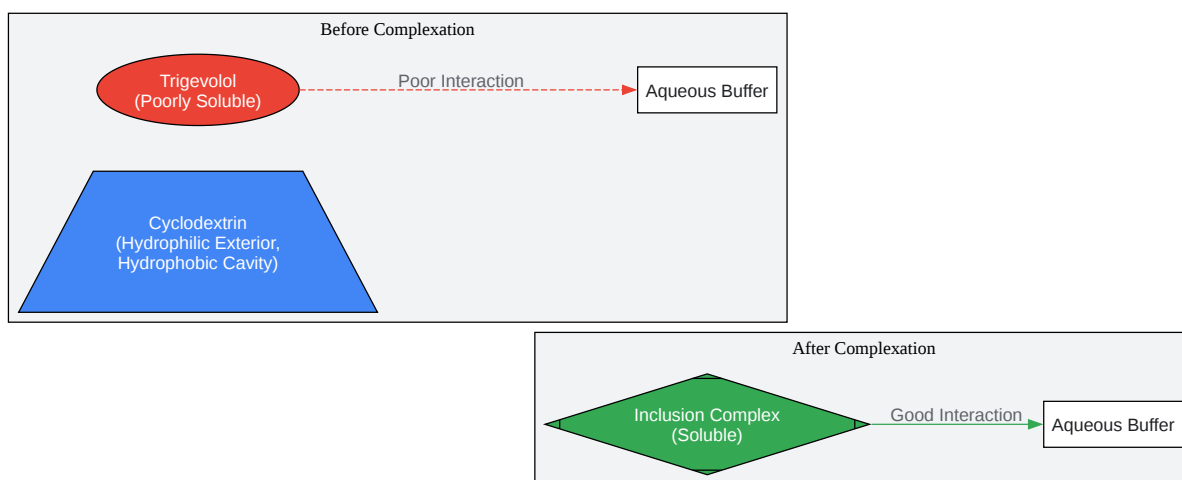 Before Complexation
Trigevolol
(Poorly Soluble)
Poor Interaction
Aqueous Buffer
Cyclodextrin
(Hydrophilic Exterior,
Hydrophobic Cavity)
After Complexation
Inclusion Complex
(Soluble)
Good Interaction
Aqueous Buffer